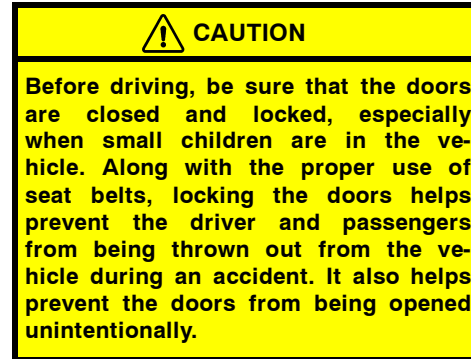 CAUTION
Before driving, be sure that the doors
are closed and locked, especially
when small children are in the ve-
hicle. Along with the proper use of
seat belts, locking the doors helps
prevent the driver and passengers
from being thrown out from the ve-
hicle during an accident. It also helps
prevent the doors from being opened
unintentionally.